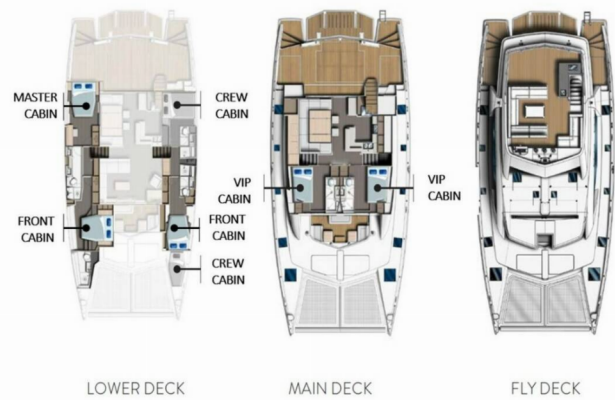 MASTER
CABIN
CREW
CABIN
FRONT
CABIN
FRONT
CABIN
CREW
CABIN
VIP
CABIN
VIP
CABIN
LOWER DECK
MAIN DECK
FLY DECK